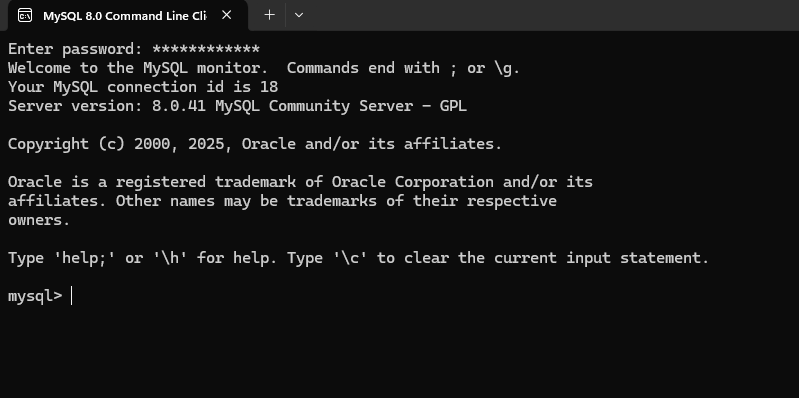 MySQL 8.0 Command Line Cli
Enter password: ************
Welcome to the MySQL monitor.  Commands end with ; or \g.
Your MySQL connection id is 18
Server version: 8.0.41 MySQL Community Server - GPL
Copyright (c) 2000, 2025, Oracle and/or its affiliates.
Oracle is a registered trademark of Oracle Corporation and/or its
affiliates. Other names may be trademarks of their respective
owners.
Type 'help;' or '\h' for help. Type '\c' to clear the current input statement.
mysql>